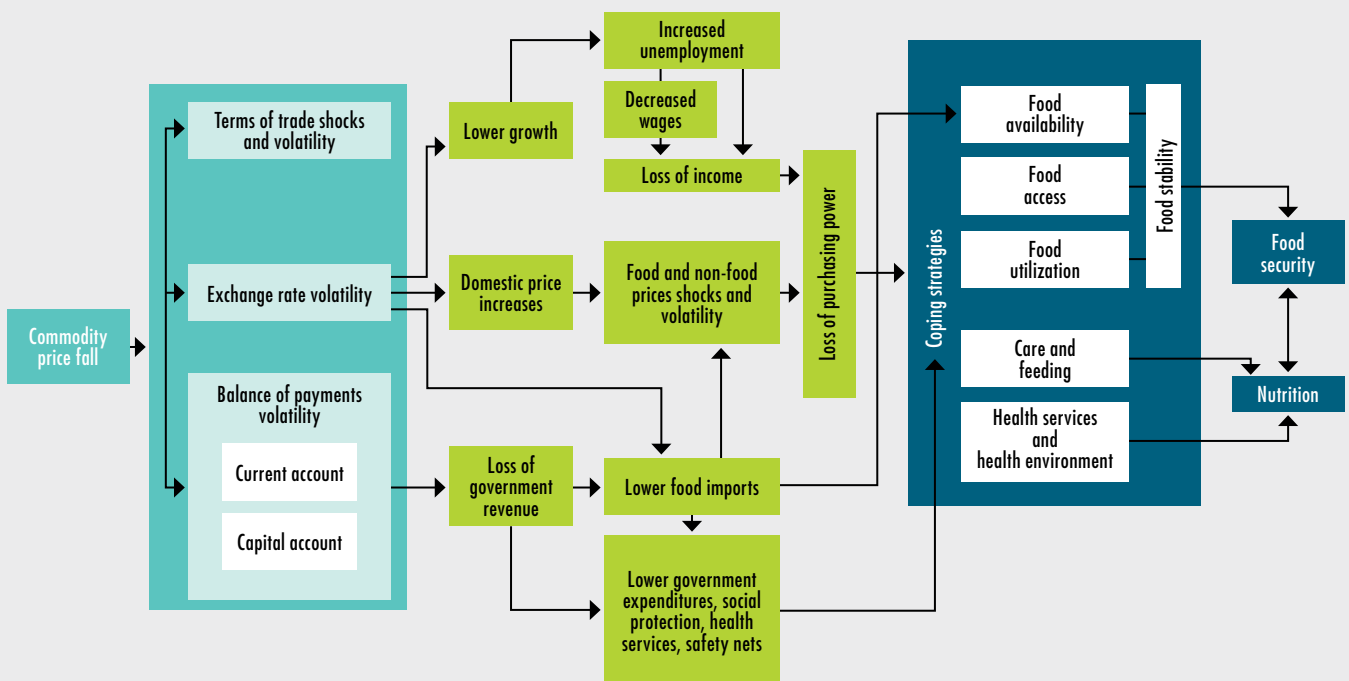 Commodity
price fall
Terms of trade shocks
and volatility
Exchange rate volatility
Balance of payments
volatility
Current account
Capital account
Lower growth
Domestic price
increases
Loss of
government
revenue
Increased
unemployment
Decreased
wages
Loss of income
Food and non-food
prices shocks and
volatility
Lower food imports
Lower government
expenditures, social
protection, health
services, safety nets
Loss of purchasing power
Coping strategies
Food
availability
Food
access
Food
utilization
Food stability
Care and
feeding
Health services
and
health environment
Food
security
Nutrition